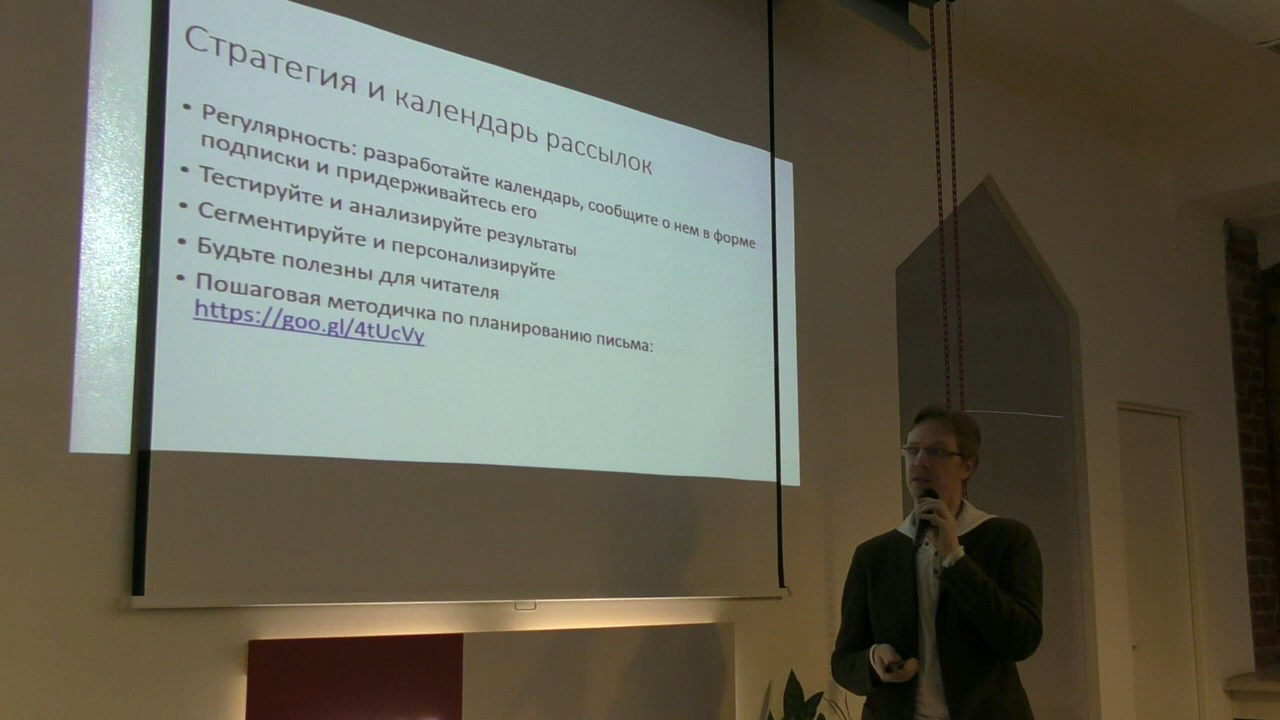 Стратегия и календарь рассылок
• Регулярность: разработайте календарь, сообщите о нем в форме
подписки и придерживайтесь его
• Тестируйте и анализируйте результаты
• Сегментируйте и персонализируйте
• Будьте полезны для читателя
• Пошаговая методичка по планированию письма:
https://goo.gl/4tUcVy